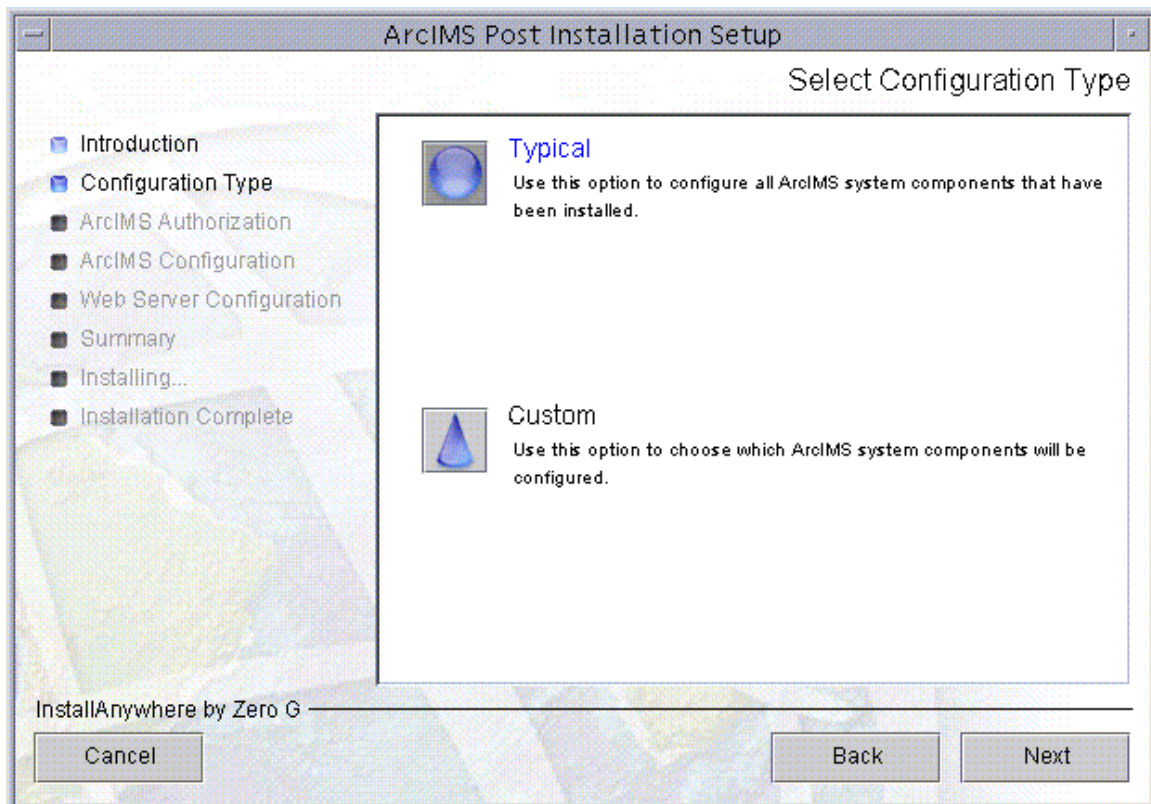 ArcIMS Post Installation Setup
Select Configuration Type
Introduction
Configuration Type
ArcIMS Authorization
ArcIMS Configuration
Web Server Configuration
Summary
Installing...
Installation Complete
Typical
Use this option to configure all ArcIMS system components that have
been installed.
Custom
Use this option to choose which ArcIMS system components will be
configured.
InstallAnywhere by Zero G
Cancel
Back
Next